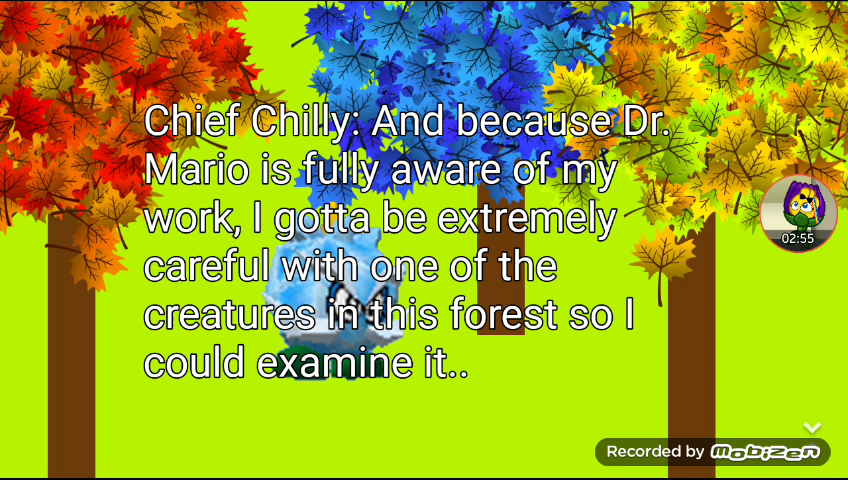 Chief Chilly: And because Dr.
Mario is fully aware of my
work, I gotta be extremely
careful with one of the
creatures in this forest so I
could examine it..
02:55
Recorded by Mobizen